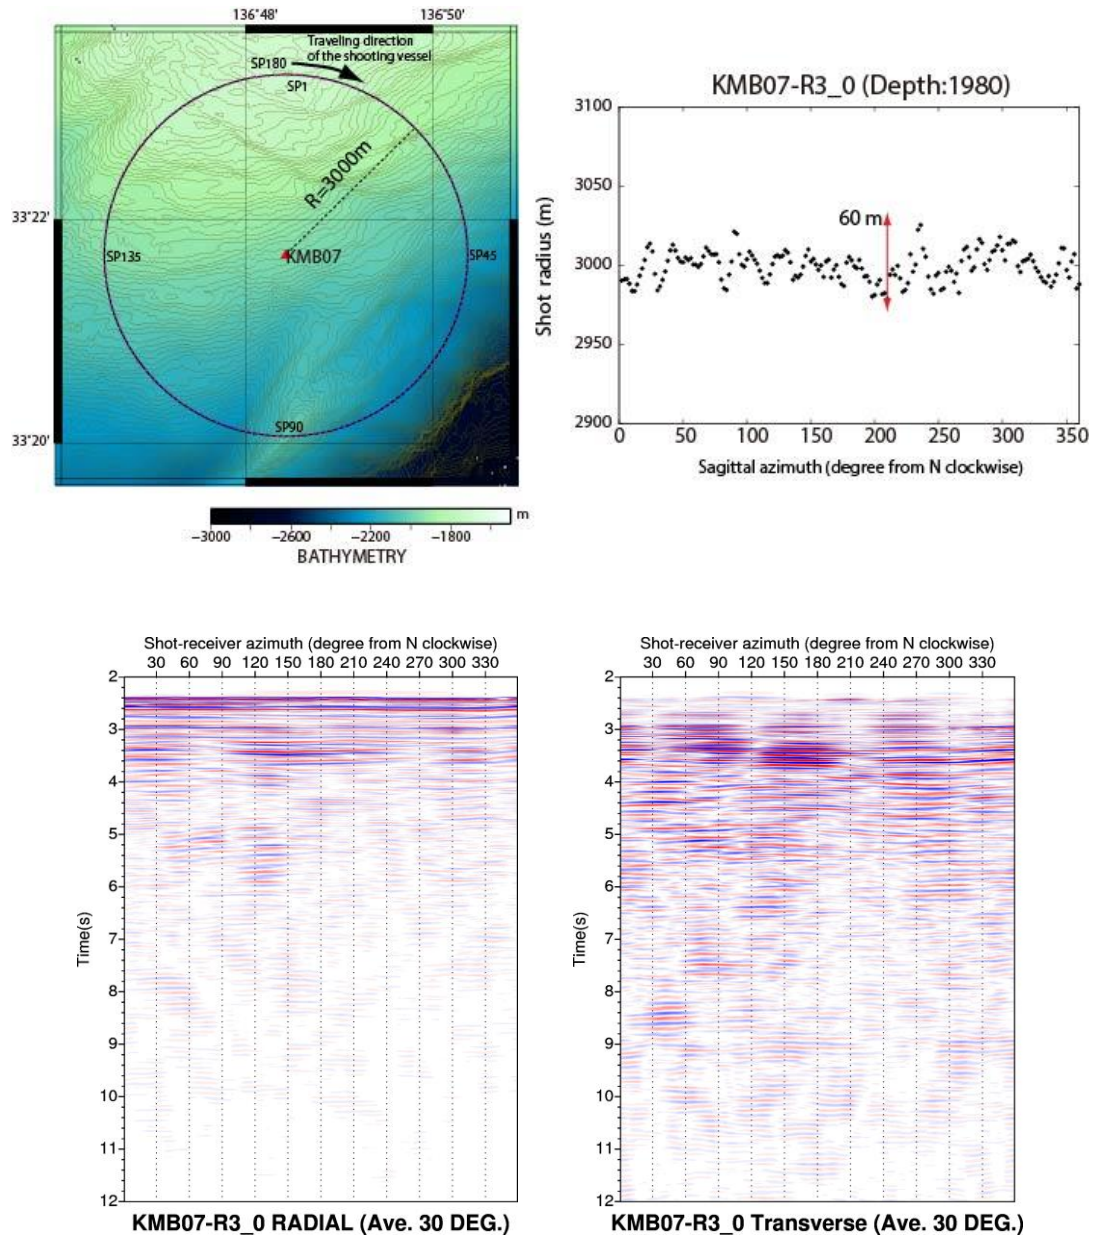 136°48'
136°50'
Traveling direction
of the shooting vessel
SP180
SP1
R=3000m
33°22'
SP135
KMB07
SP45
SP90
33°20'
m
−3000
−2600
−2200
−1800
BATHYMETRY
KMB07-R3_0 (Depth:1980)
3100
3050
3000
2950
2900
Shot radius (m)
60 m
0
50
100
150
200
250
300
350
Sagittal azimuth (degree from N clockwise)
Shot-receiver azimuth (degree from N clockwise)
30 60 90 120 150 180 210 240 270 300 330
2
3
4
5
6
7
8
9
10
11
12
Time(s)
KMB07-R3_0 RADIAL (Ave. 30 DEG.)
Shot-receiver azimuth (degree from N clockwise)
30 60 90 120 150 180 210 240 270 300 330
2
3
4
5
6
7
8
9
10
11
12
Time(s)
KMB07-R3_0 Transverse (Ave. 30 DEG.)